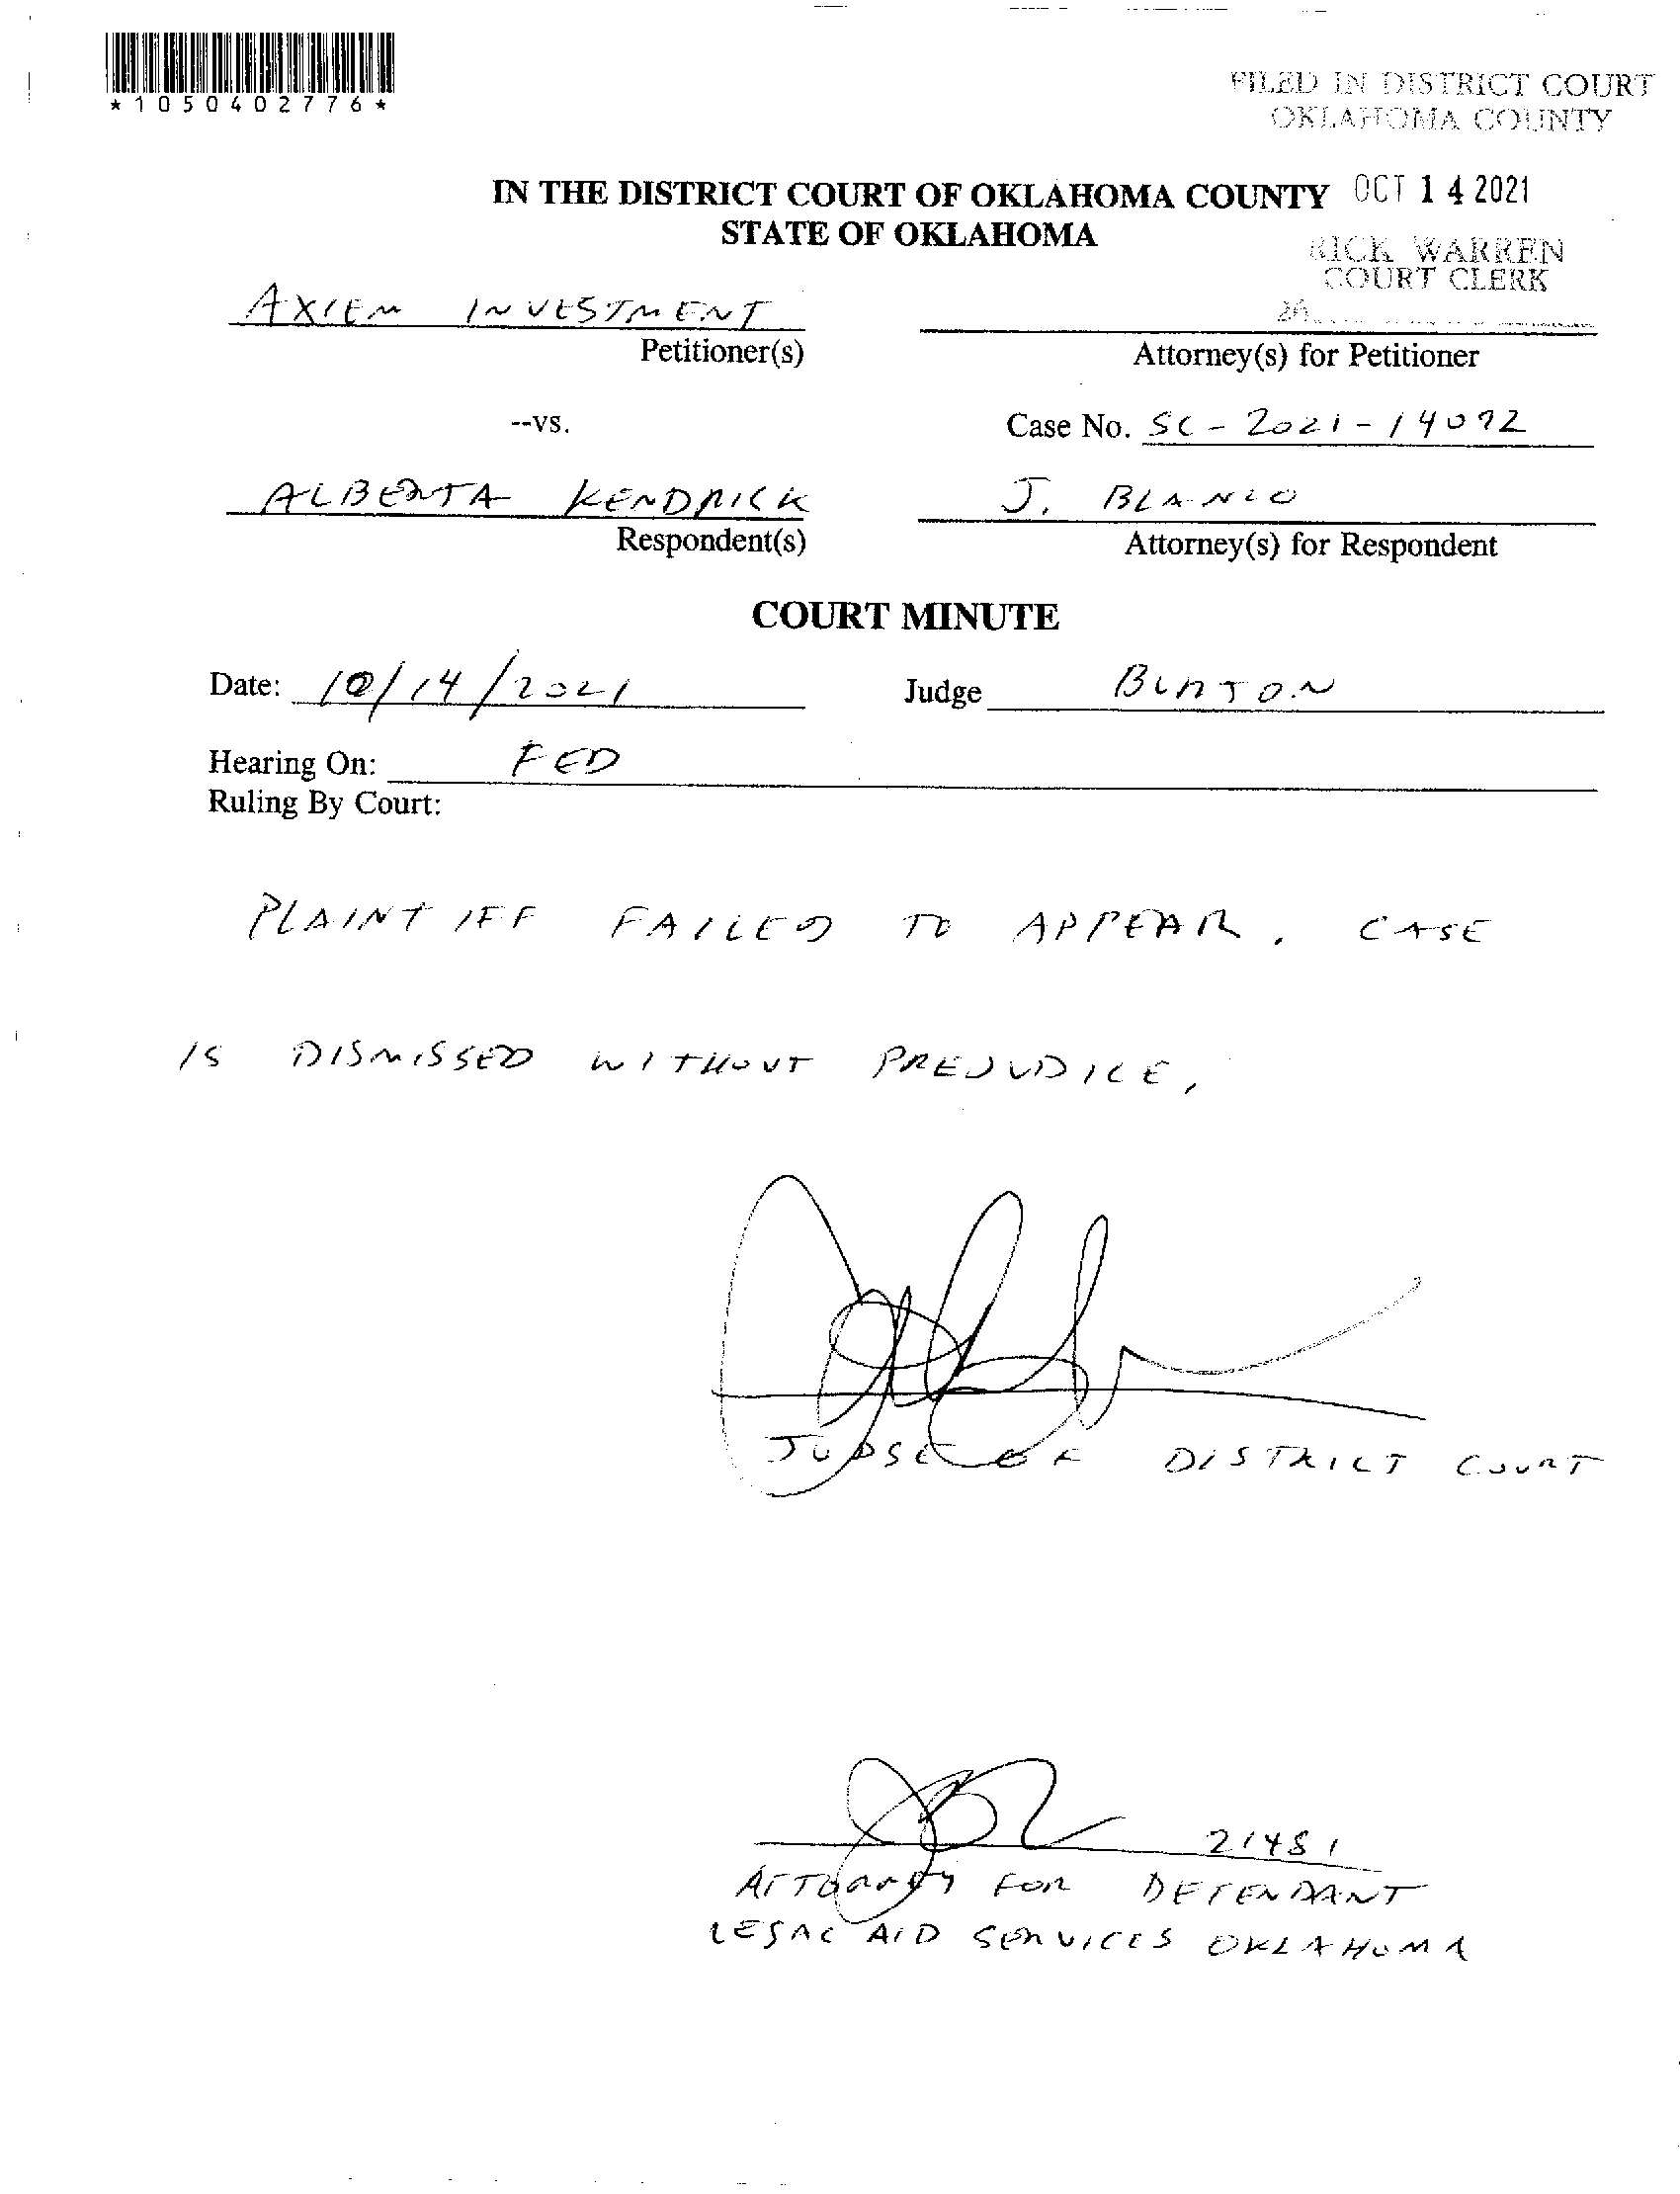 *1050402776*
FILED IN DISTRICT COURT
OKLAHOMA COUNTY
IN THE DISTRICT COURT OF OKLAHOMA COUNTY OCT 14 2021
STATE OF OKLAHOMA
RICK WARREN
COURT CLERK
AXIEM INVESTMENT
Petitioner(s) Attorney(s) for Petitioner
--vs. Case No. SC-2021-14092
ALBERTA KENDRICK J. BLANCO
Respondent(s) Attorney(s) for Respondent
COURT MINUTE
Date: 10/14/2021 Judge BURTON
Hearing On: FED
Ruling By Court:
PLAINTIFF FAILED TO APPEAR. CASE
IS DISMISSED WITHOUT PREJUDICE.
JUDGE OF DISTRICT COURT
21481
ATTORNEY FOR DEFENDANT
LEGAL AID SERVICES OKLAHOMA